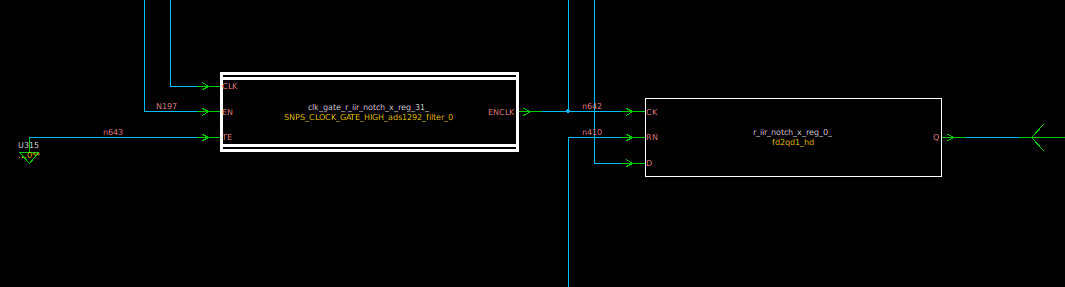 CLK
N197
EN
clk_gate_r_iir_notch_x_reg_31_
SNPS_CLOCK_GATE_HIGH_ads1292_filter_0
ENCLK
n643
TE
U315
n642
CK
n410
RN
D
r_iir_notch_x_reg_0_
fd2qd1_hd
Q